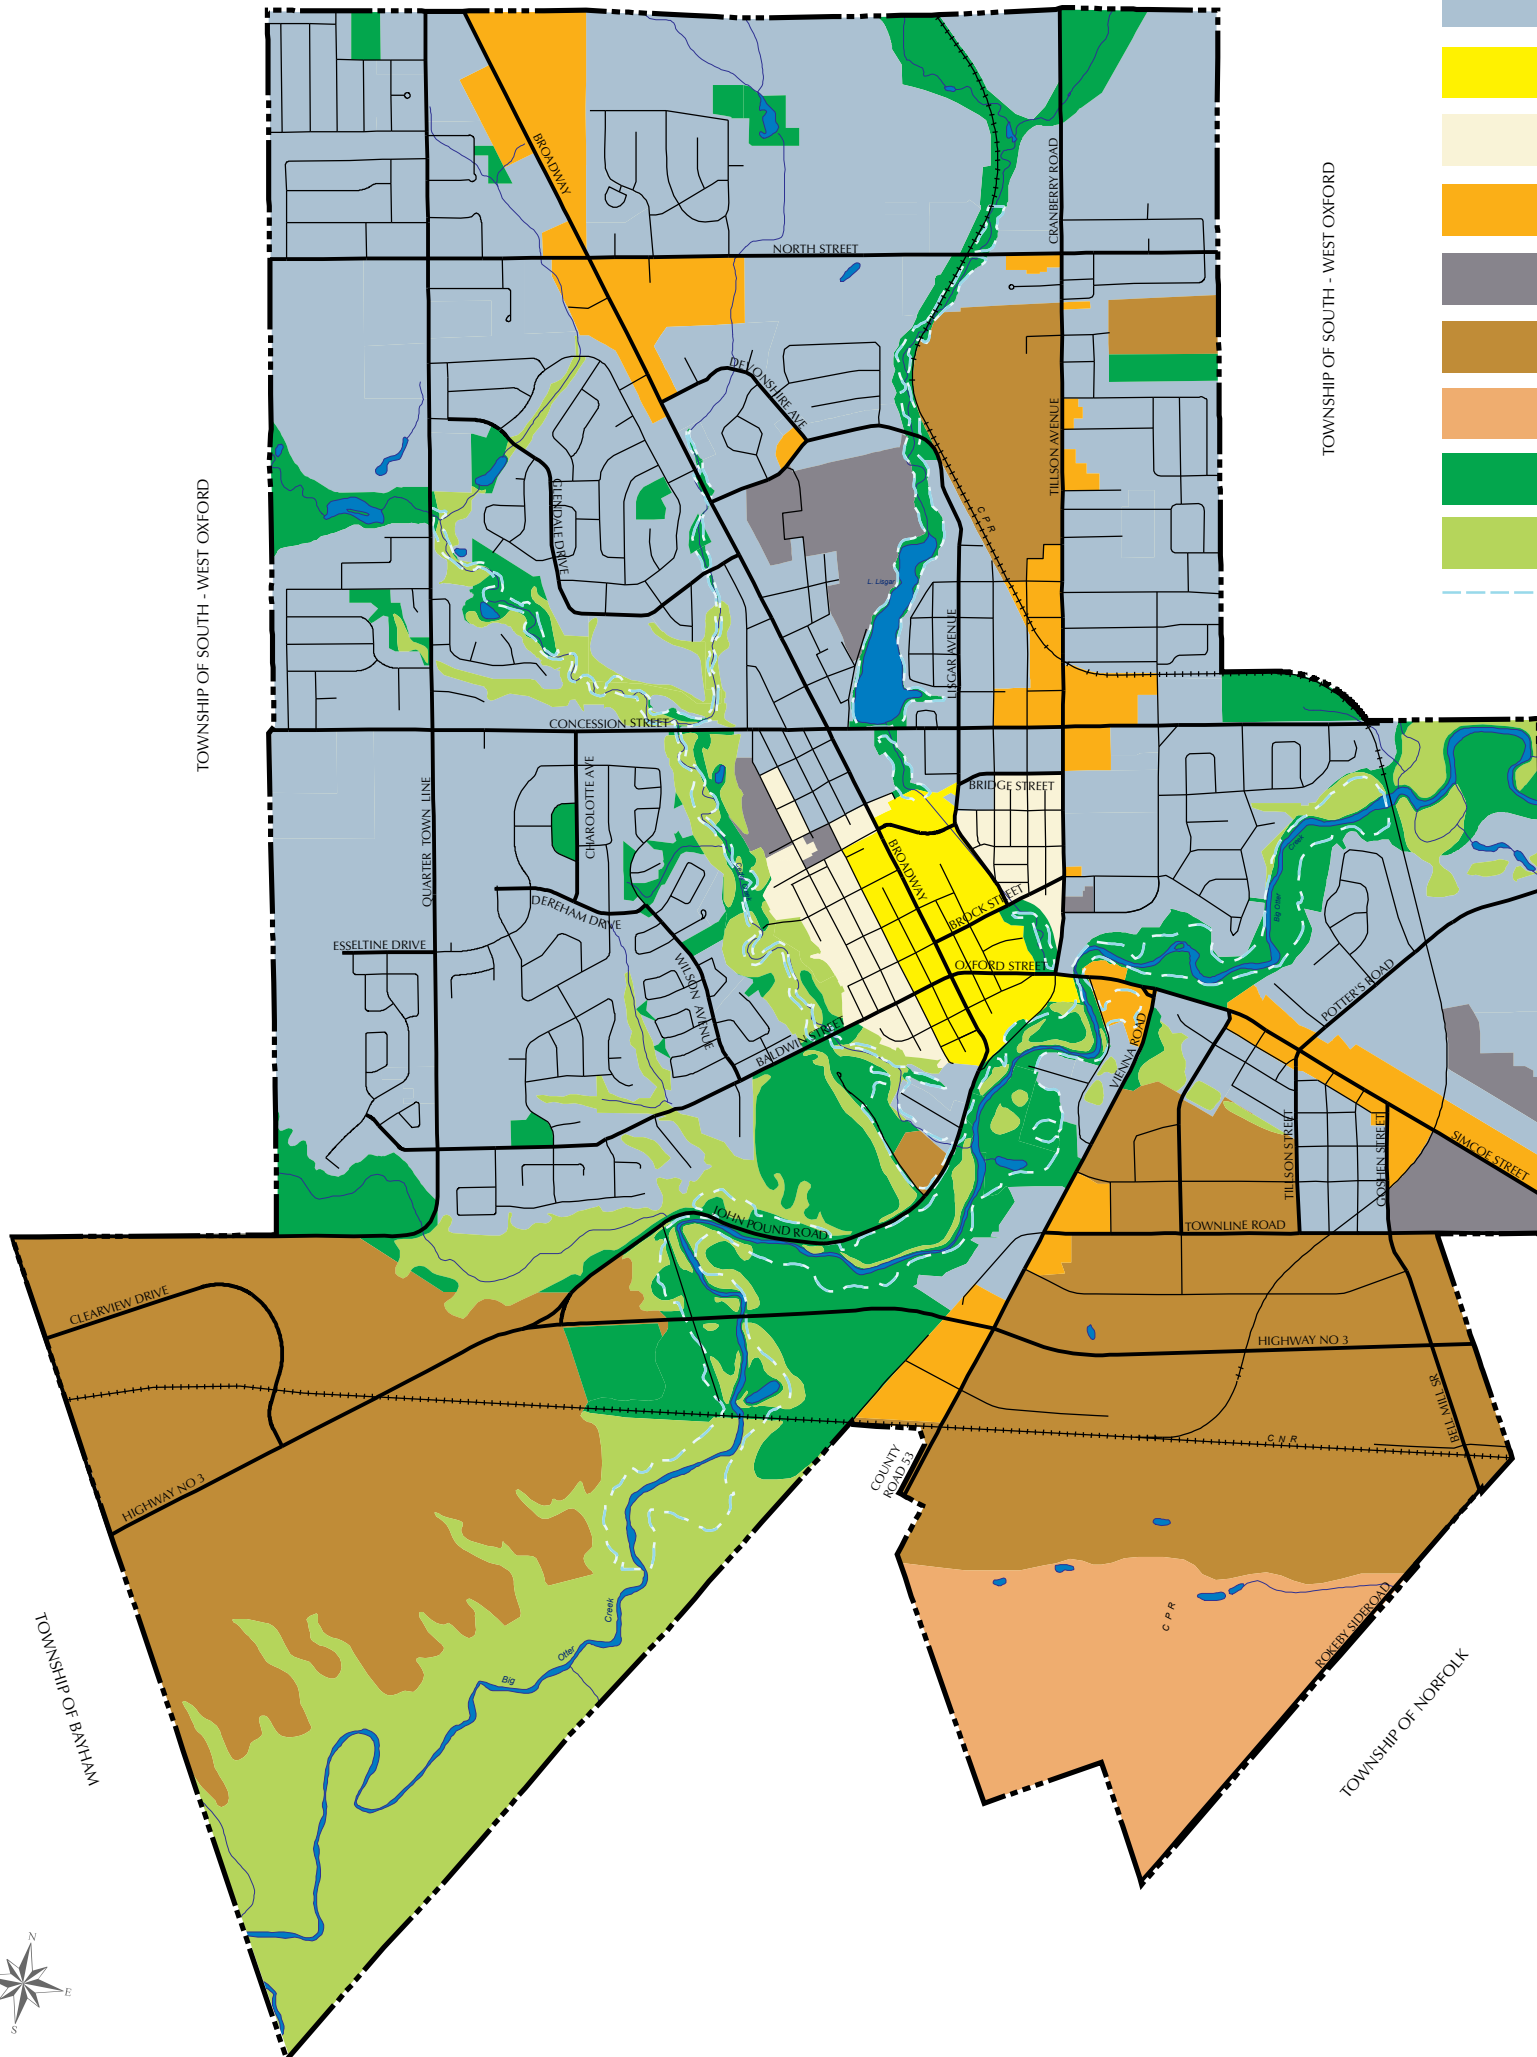 BROADWAY
CRANBERRY ROAD
TOWNSHIP OF SOUTH - WEST OXFORD
NORTH STREET
DEVONSHIRE AVE
TILLSON AVENUE
TOWNSHIP OF SOUTH - WEST OXFORD
GLENDALE DRIVE
C P R
L. Lisgar
LISGAR AVENUE
CONCESSION STREET
CHAROLOTTE AVE
QUARTER TOWN LINE
BRIDGE STREET
BROADWAY
Creek
Big Otter
BROCK STREET
DEREHAM DRIVE
ESSELTINE DRIVE
WILSON AVENUE
OXFORD STREET
POTTER'S ROAD
BALDWIN STREET
VIENNA ROAD
TILLSON STREET
GOSHEN STREET
SIMCOE STREET
JOHN POUND ROAD
TOWNLINE ROAD
CLEARVIEW DRIVE
HIGHWAY NO 3
BELL MILL SR
C N R
COUNTY
ROAD 53
HIGHWAY NO 3
C P R
ROKEBY SIDEROAD
Creek
Otter
Big
TOWNSHIP OF BAYHAM
TOWNSHIP OF NORFOLK
N
E
S